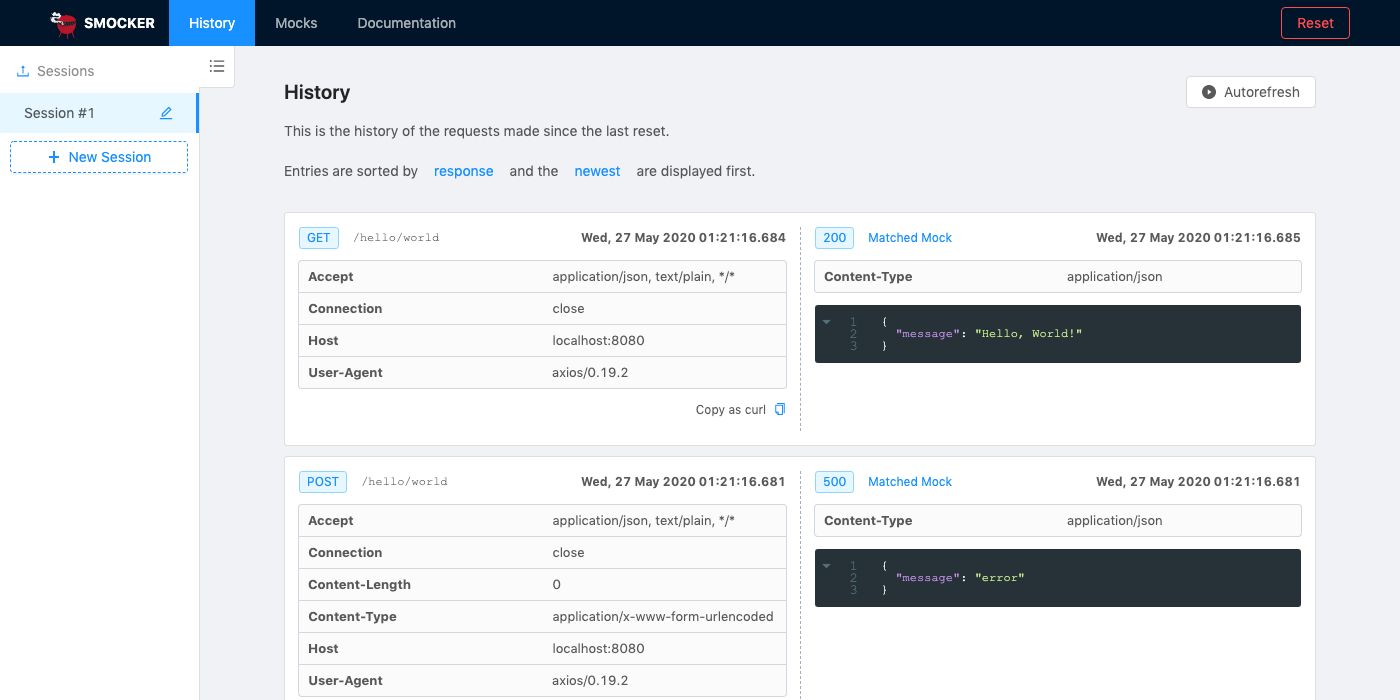 SMOCKER
History
Mocks
Documentation
Reset
Sessions
Session #1
New Session
History
Autorefresh
This is the history of the requests made since the last reset.
Entries are sorted by response and the newest are displayed first.
GET /hello/world Wed, 27 May 2020 01:21:16.684
Accept application/json, text/plain, */*
Connection close
Host localhost:8080
User-Agent axios/0.19.2
Copy as curl
200 Matched Mock Wed, 27 May 2020 01:21:16.685
Content-Type application/json
1 {
2 "message": "Hello, World!"
3 }
POST /hello/world Wed, 27 May 2020 01:21:16.681
Accept application/json, text/plain, */*
Connection close
Content-Length 0
Content-Type application/x-www-form-urlencoded
Host localhost:8080
User-Agent axios/0.19.2
500 Matched Mock Wed, 27 May 2020 01:21:16.681
Content-Type application/json
1 {
2 "message": "error"
3 }